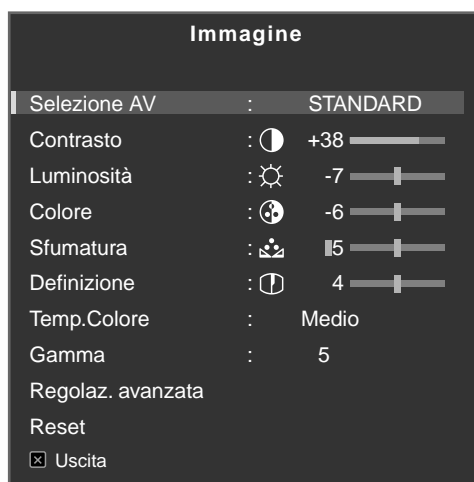 Immagine
Selezione AV : STANDARD
Contrasto : +38
Luminosità : -7
Colore : -6
Sfumatura : 5
Definizione : 4
Temp.Colore : Medio
Gamma : 5
Regolaz. avanzata
Reset
Uscita